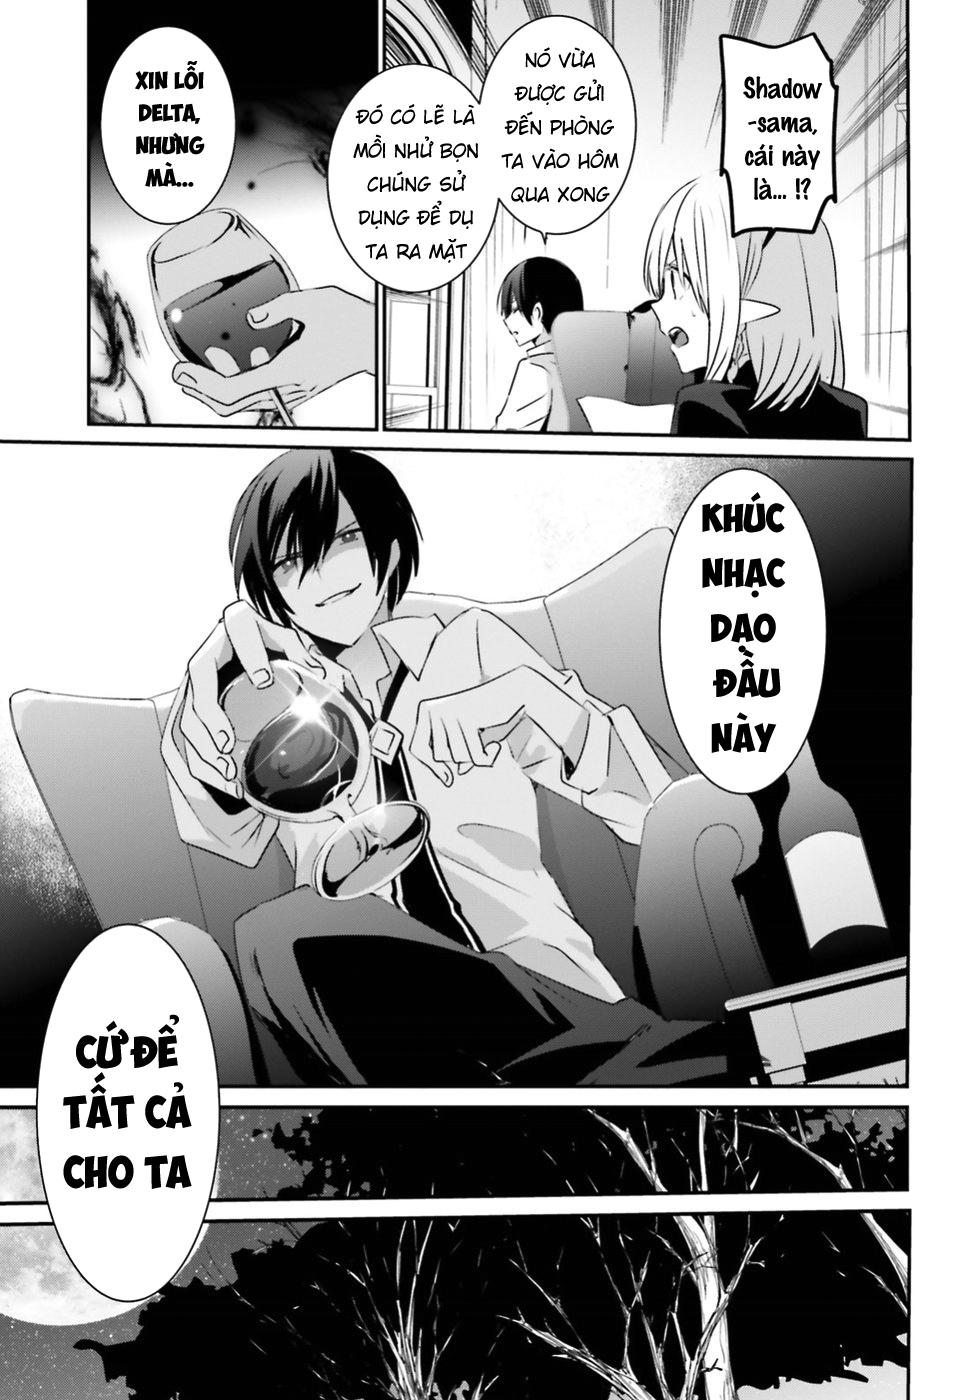 Shadow
-sama,
cái này
là... !?
NÓ VỪA
ĐƯỢC GỬI
ĐẾN PHÒNG
TA VÀO HÔM
QUA XONG
ĐÓ CÓ LẼ LÀ
MỒI NHỬ BỌN
CHÚNG SỬ
DỤNG ĐỂ DỤ
TA RA MẶT
XIN LỖI
DELTA,
NHƯNG
MÀ...
KHÚC
NHẠC
DẠO
ĐẦU
NÀY
CỨ ĐỂ
TẤT CẢ
CHO TA